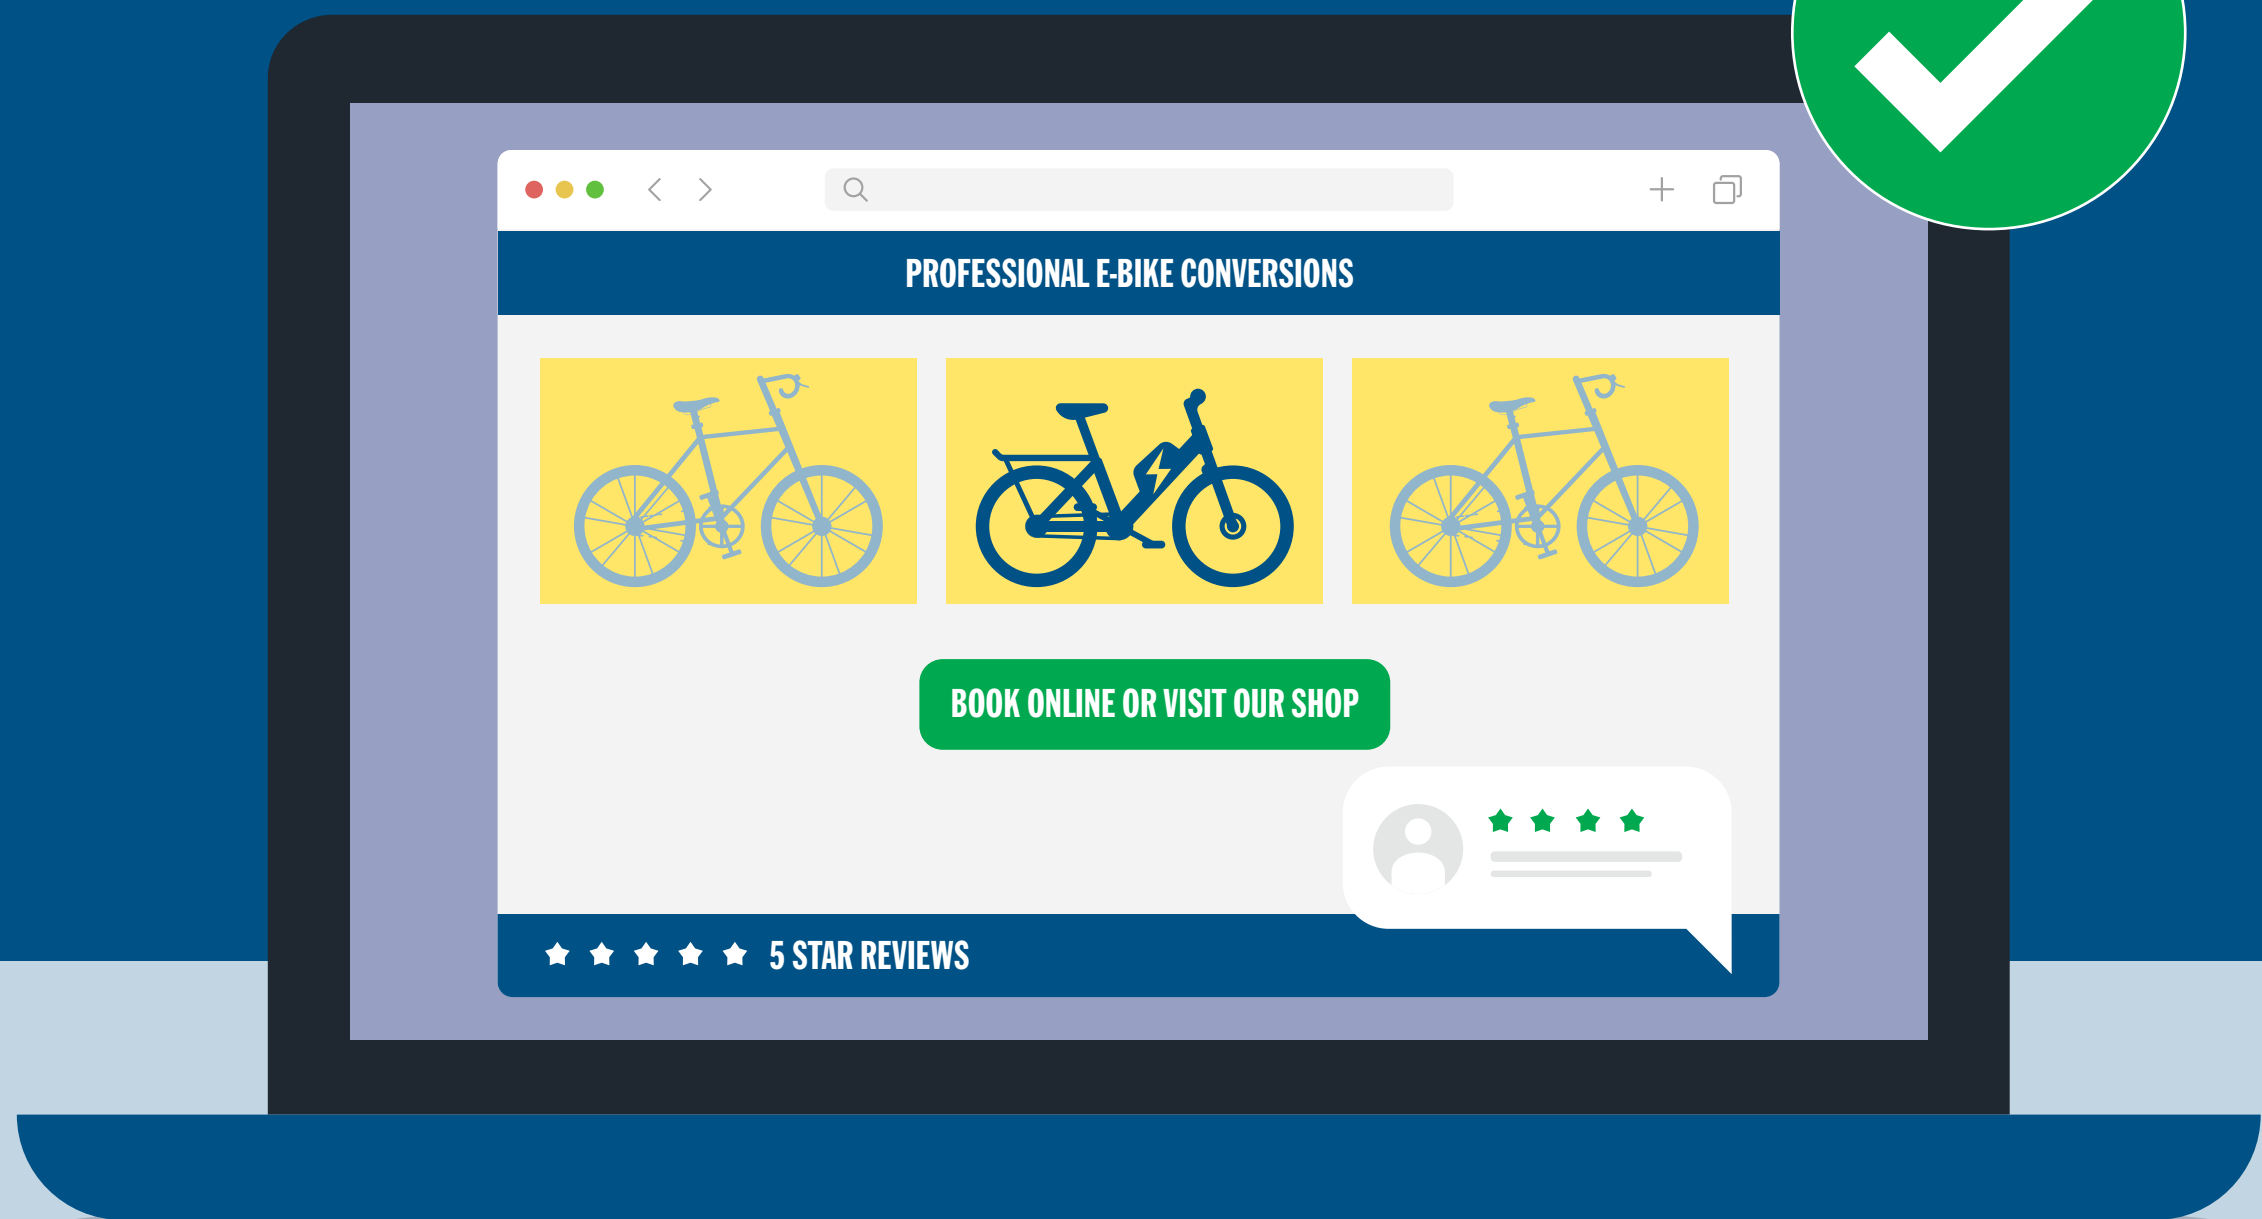 PROFESSIONAL E-BIKE CONVERSIONS
BOOK ONLINE OR VISIT OUR SHOP
5 STAR REVIEWS